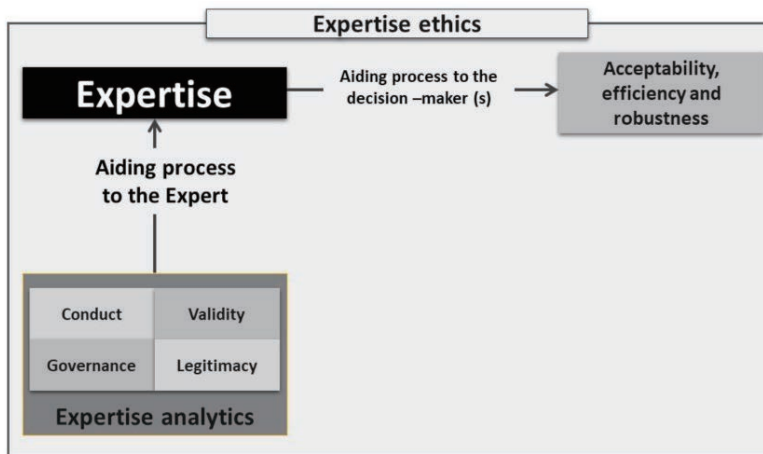 Expertise ethics
Expertise
Aiding process to the
decision –maker (s)
Acceptability,
efficiency and
robustness
Aiding process
to the Expert
Conduct
Validity
Governance
Legitimacy
Expertise analytics